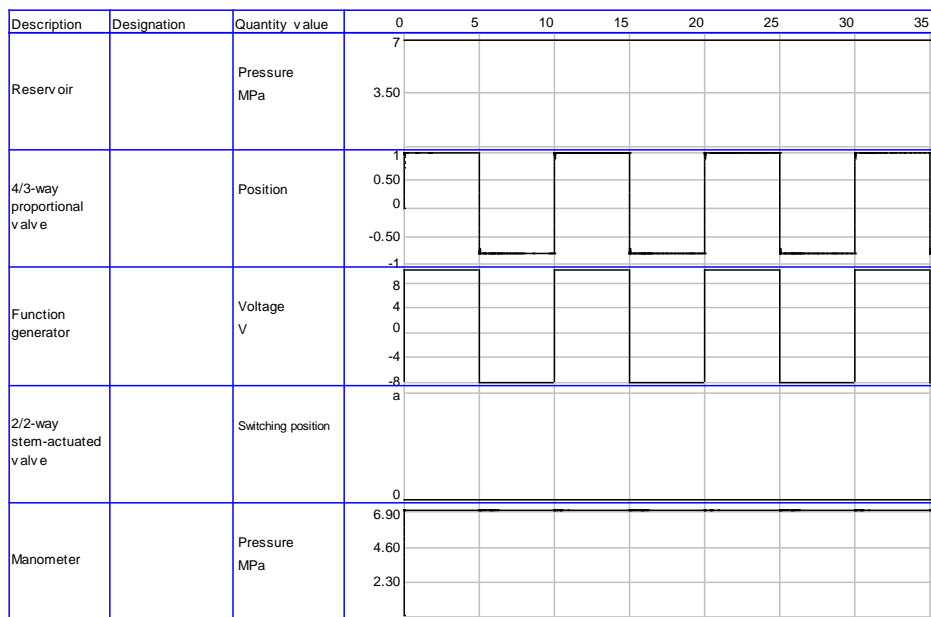 Description Designation Quantity value 0 5 10 15 20 25 30 35
Reservoir
Pressure
MPa
7
3.50
4/3-way
proportional
valve
Position
1
0.50
0
-0.50
-1
Function
generator
Voltage
V
8
4
0
-4
-8
2/2-way
stem-actuated
valve
Switching position
a
0
Manometer
Pressure
MPa
6.90
4.60
2.30